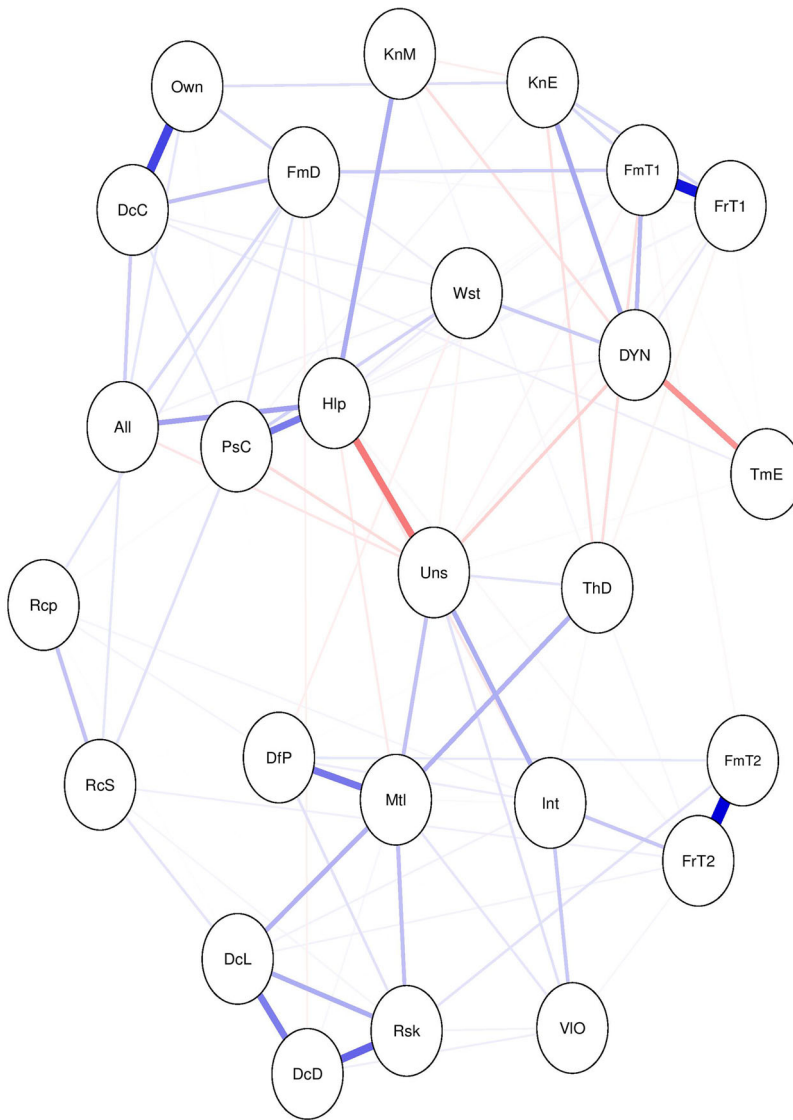 KnM
KnE
Own
FmD
FmT1
DcC
FrT1
Wst
DYN
Hlp
All
PsC
TmE
Uns
ThD
Rcp
DfP
FmT2
RcS
Mtl
Int
FrT2
DcL
Rsk
VIO
DcD